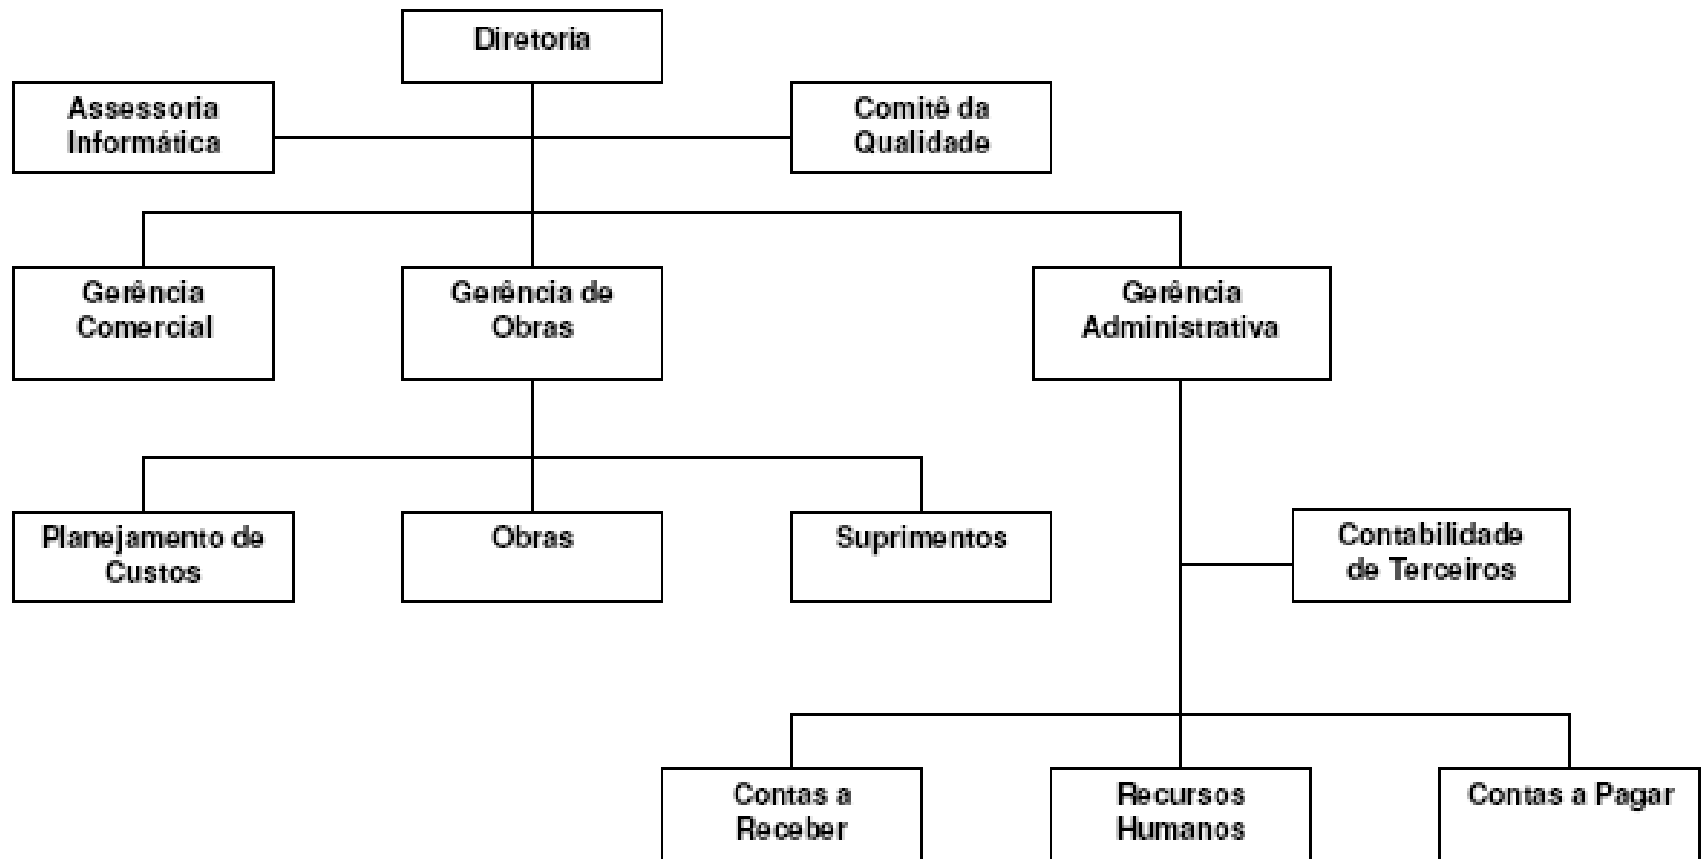 Diretoria
Assessoria
Informática
Comitê da
Qualidade
Gerência
Comercial
Gerência de
Obras
Gerência
Administrativa
Planejamento de
Custos
Obras
Suprimentos
Contabilidade
de Terceiros
Contas a
Receber
Recursos
Humanos
Contas a Pagar